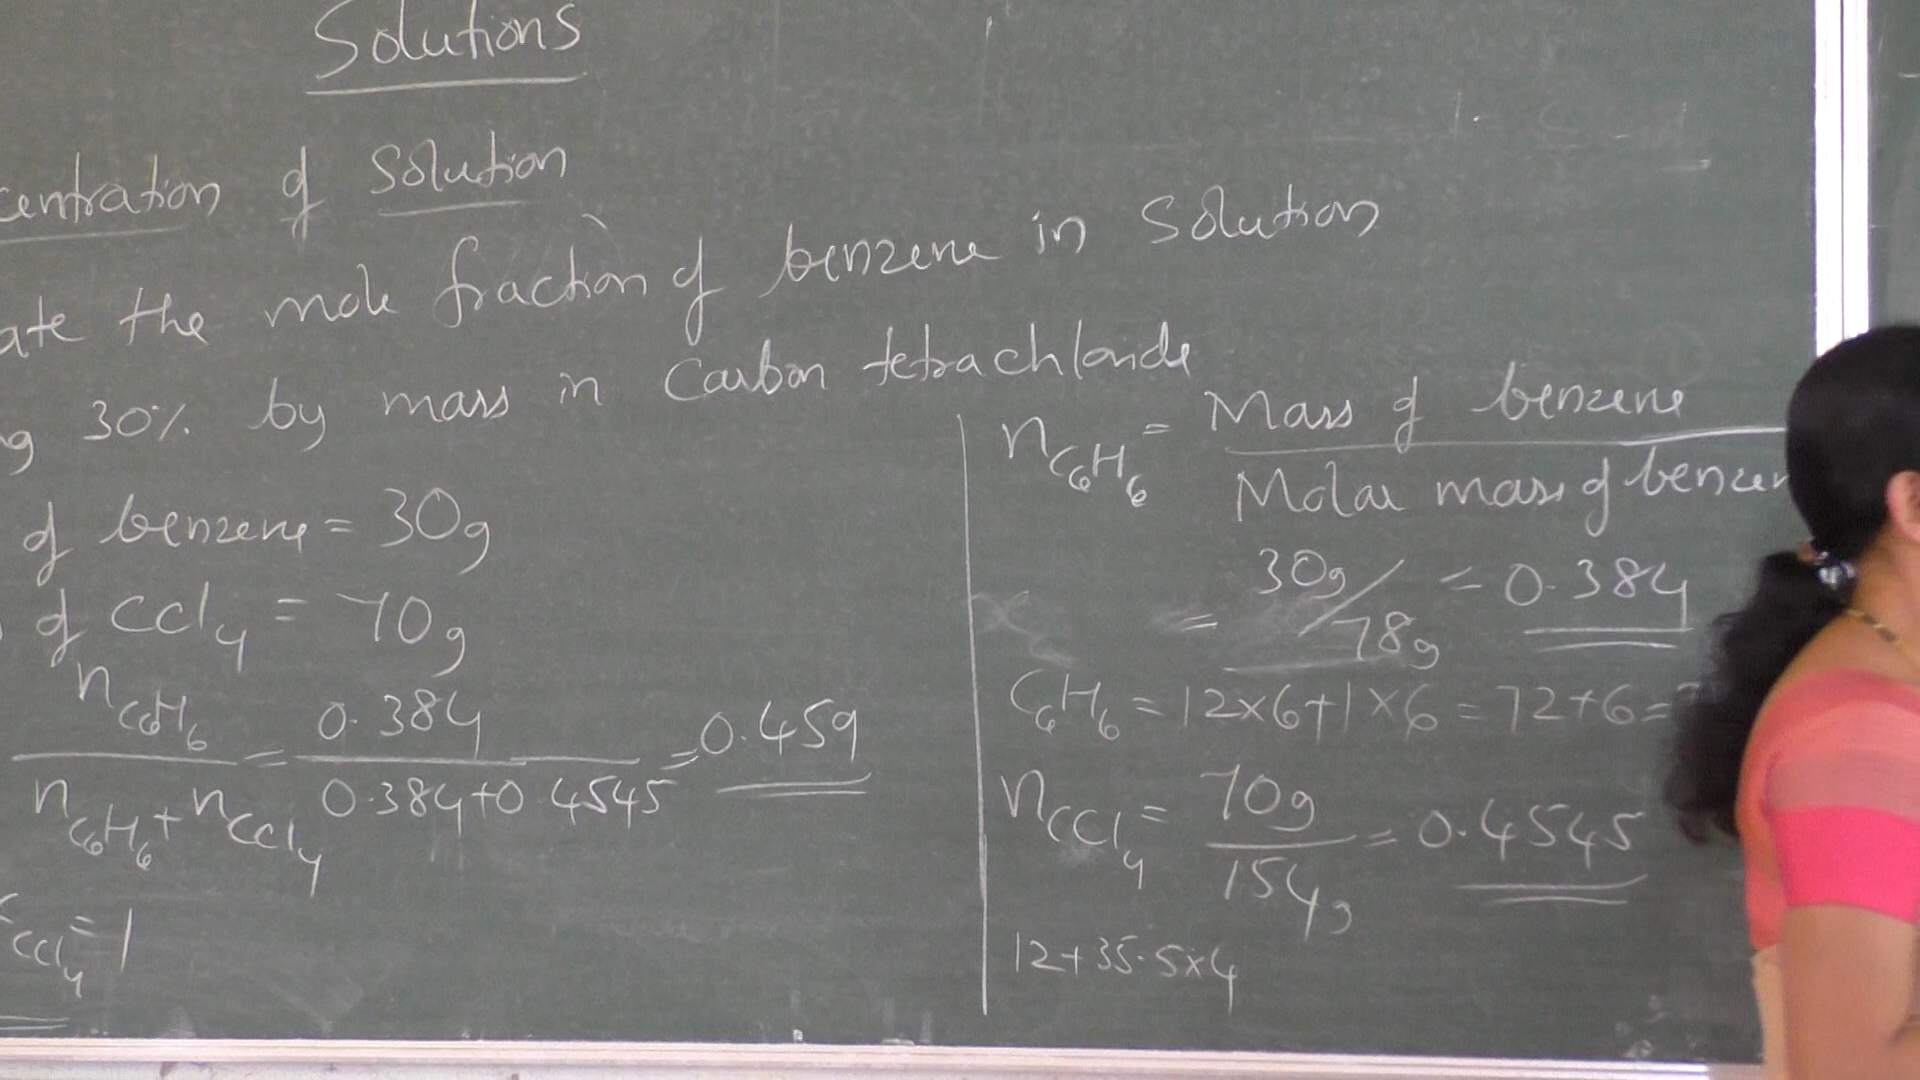 Solutions
centration of solution
ate the mole fraction of benzene in solution
ng 30% by mass in Carbon tetrachloride
of benzene = 30g
of CCl4 = 70g
nC6H6 / nC6H6 + nCCl4 = 0.384 / 0.384+0.4545 = 0.459
CCl4 = 1
nC6H6 = Mass of benzene / Molar mass of benzen
= 30g / 78g = 0.384
C6H6 = 12×6+1×6 = 72+6=
nCCl4 = 70g / 154g = 0.4545
12+35.5×4